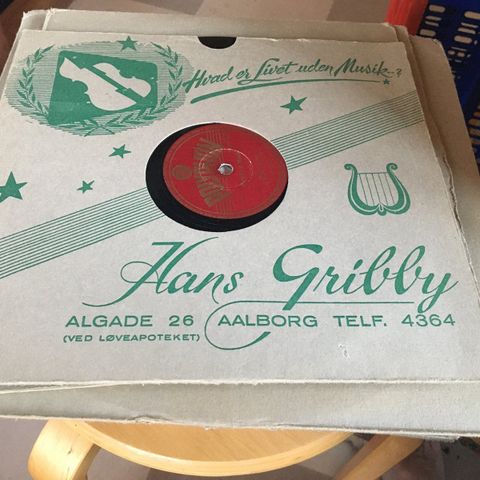 Hvad er Livet uden Musik-?
Hans Gribby
ALGADE 26 AALBORG TELF. 4364
(VED LØVEAPOTEKET)